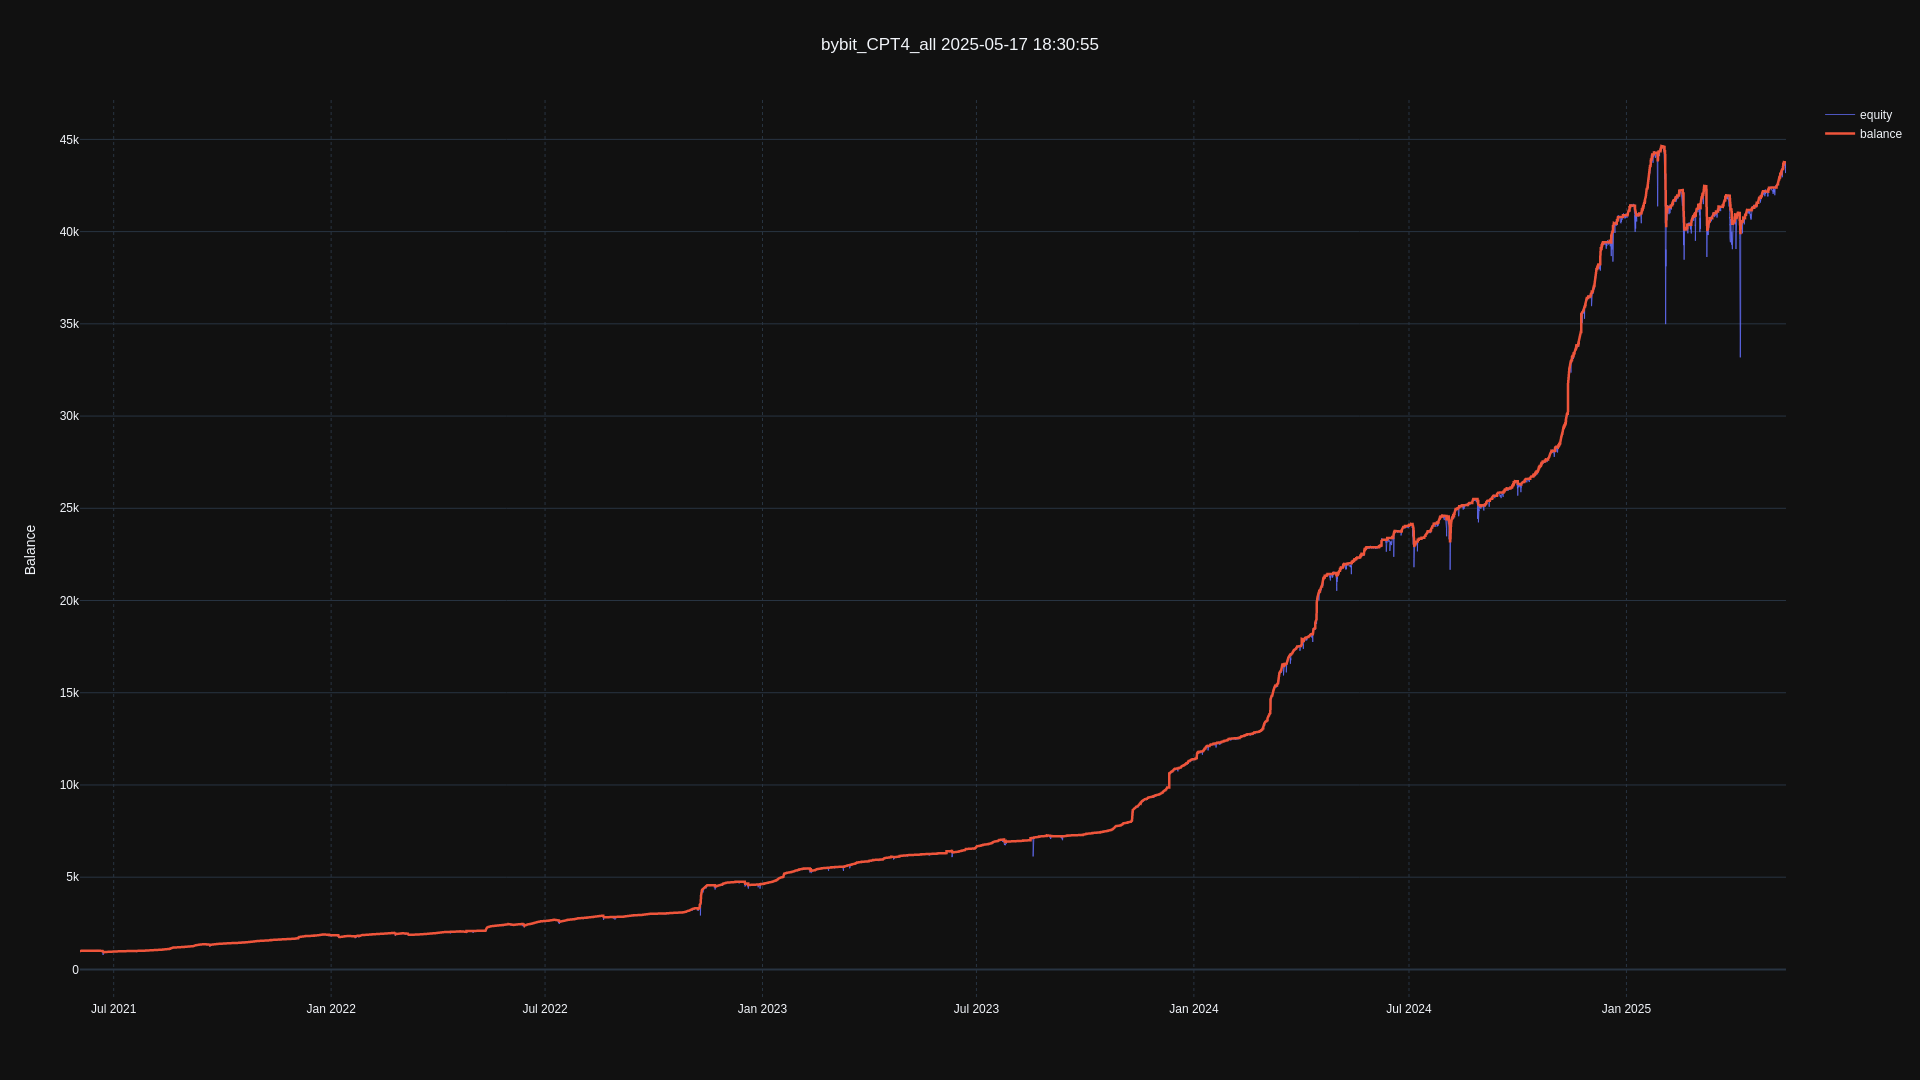 bybit_CPT4_all 2025-05-17 18:30:55
equity
balance
Balance
45k
40k
35k
30k
25k
20k
15k
10k
5k
0
Jul 2021
Jan 2022
Jul 2022
Jan 2023
Jul 2023
Jan 2024
Jul 2024
Jan 2025